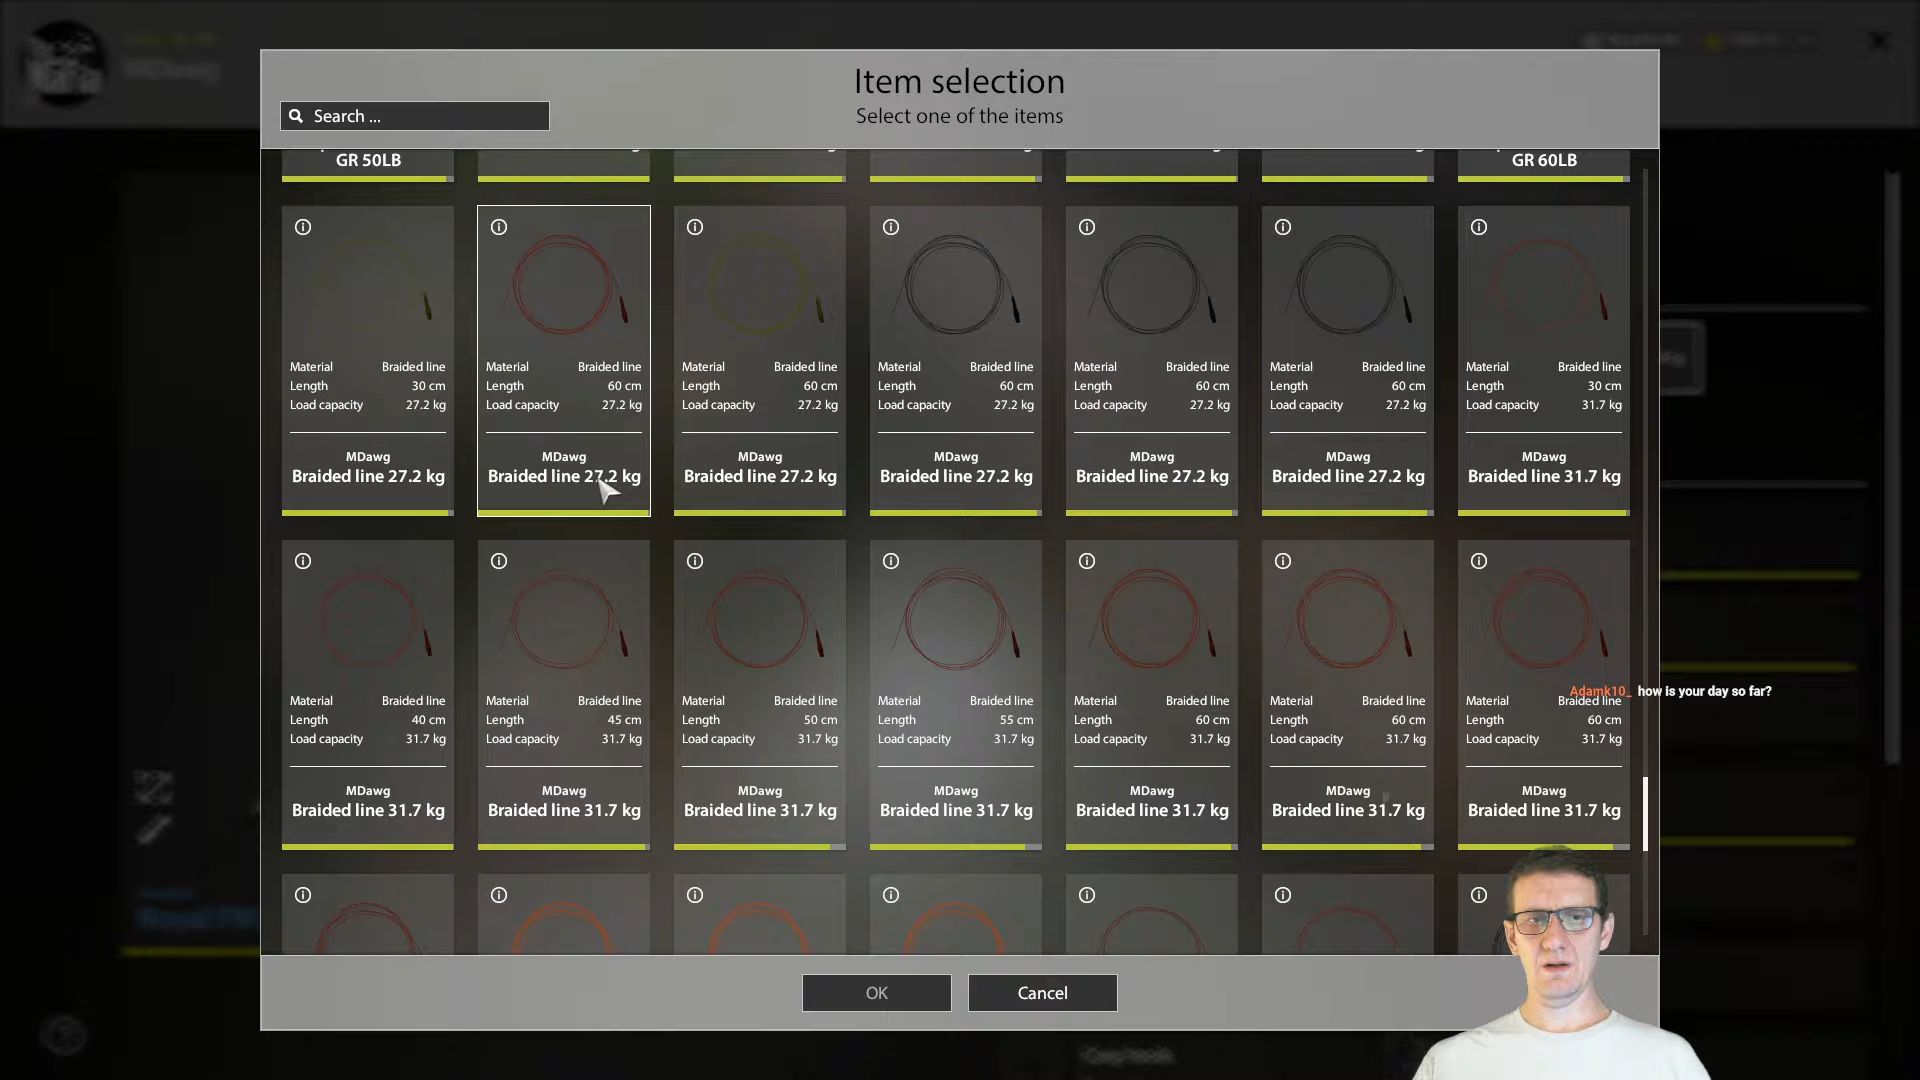 Item selection
Search ...
Select one of the items
GR 50LB
GR 60LB
Material Braided line
Length 30 cm
Load capacity 27.2 kg
MDawg
Braided line 27.2 kg
Material Braided line
Length 60 cm
Load capacity 27.2 kg
MDawg
Braided line 27.2 kg
Material Braided line
Length 60 cm
Load capacity 27.2 kg
MDawg
Braided line 27.2 kg
Material Braided line
Length 60 cm
Load capacity 27.2 kg
MDawg
Braided line 27.2 kg
Material Braided line
Length 60 cm
Load capacity 27.2 kg
MDawg
Braided line 27.2 kg
Material Braided line
Length 60 cm
Load capacity 27.2 kg
MDawg
Braided line 27.2 kg
Material Braided line
Length 30 cm
Load capacity 31.7 kg
MDawg
Braided line 31.7 kg
Material Braided line
Length 40 cm
Load capacity 31.7 kg
MDawg
Braided line 31.7 kg
Material Braided line
Length 45 cm
Load capacity 31.7 kg
MDawg
Braided line 31.7 kg
Material Braided line
Length 50 cm
Load capacity 31.7 kg
MDawg
Braided line 31.7 kg
Material Braided line
Length 55 cm
Load capacity 31.7 kg
MDawg
Braided line 31.7 kg
Material Braided line
Length 60 cm
Load capacity 31.7 kg
MDawg
Braided line 31.7 kg
Material Braided line
Length 60 cm
Load capacity 31.7 kg
MDawg
Braided line 31.7 kg
Material Braided line
Length 60 cm
Load capacity 31.7 kg
MDawg
Braided line 31.7 kg
Adamk10_ how is your day so far?
OK
Cancel